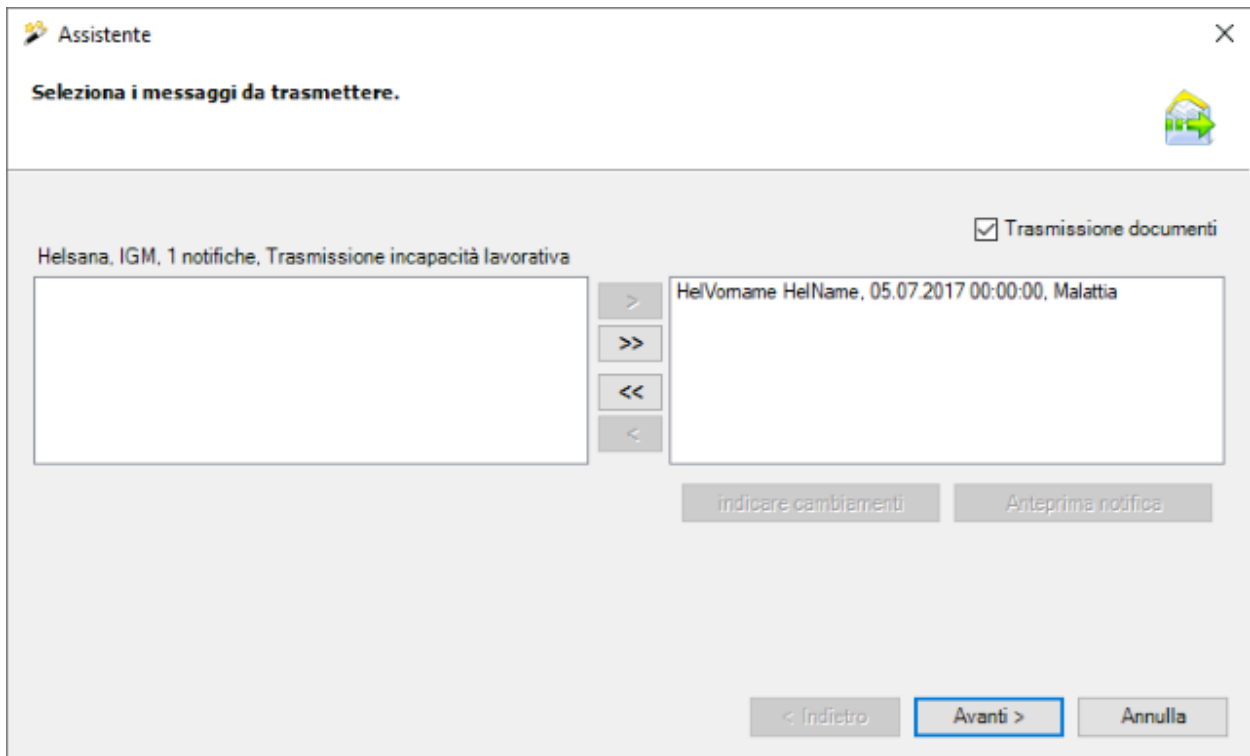 Assistente
Seleziona i messaggi da trasmettere.
Trasmissione documenti
Helsana, IGM, 1 notifiche, Trasmissione incapacità lavorativa
HelVorname HelName, 05.07.2017 00:00:00, Malattia
>
>>
<<
<
indicare cambiamenti
Anteprima notifica
< Indietro
Avanti >
Annulla